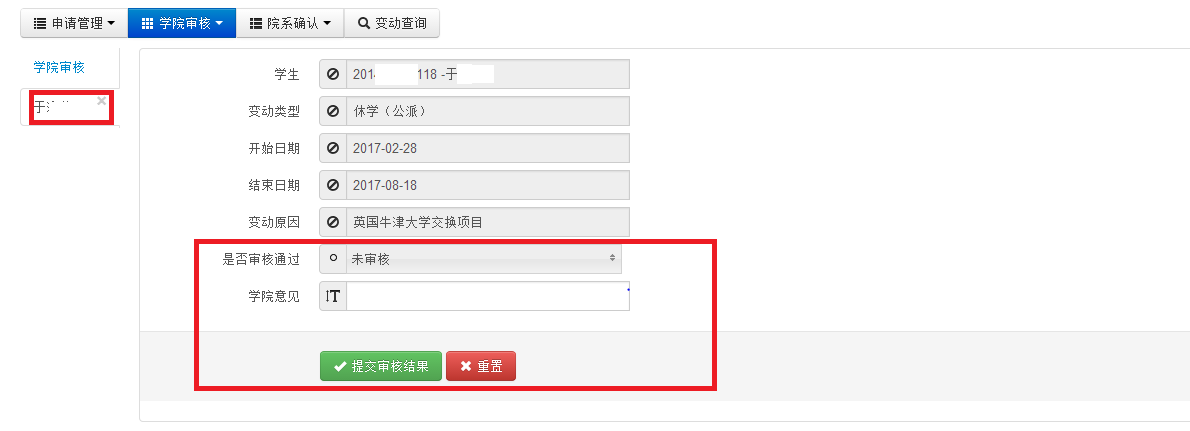 申请管理 学院审核 院系确认 变动查询
学院审核
于
学生 201 118 -于
变动类型 休学（公派）
开始日期 2017-02-28
结束日期 2017-08-18
变动原因 英国牛津大学交换项目
是否审核通过 未审核
学院意见
提交审核结果 重置